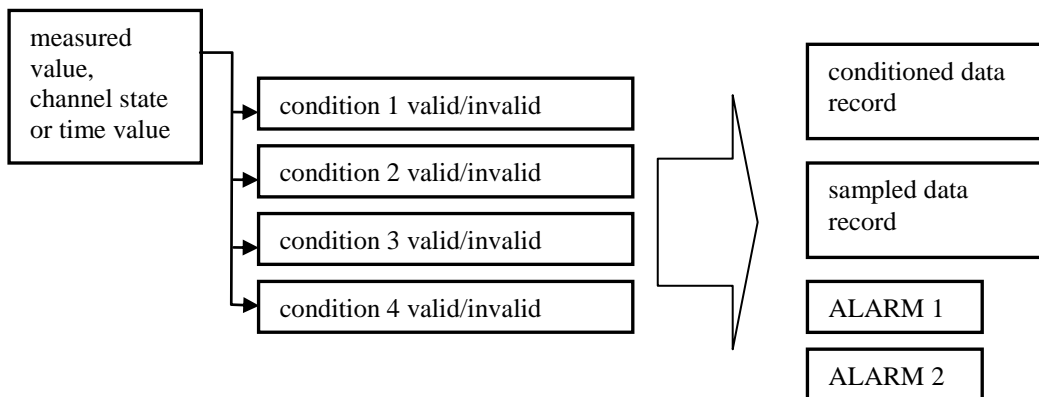 measured
value,
channel state
or time value
condition 1 valid/invalid
condition 2 valid/invalid
condition 3 valid/invalid
condition 4 valid/invalid
conditioned data
record
sampled data
record
ALARM 1
ALARM 2